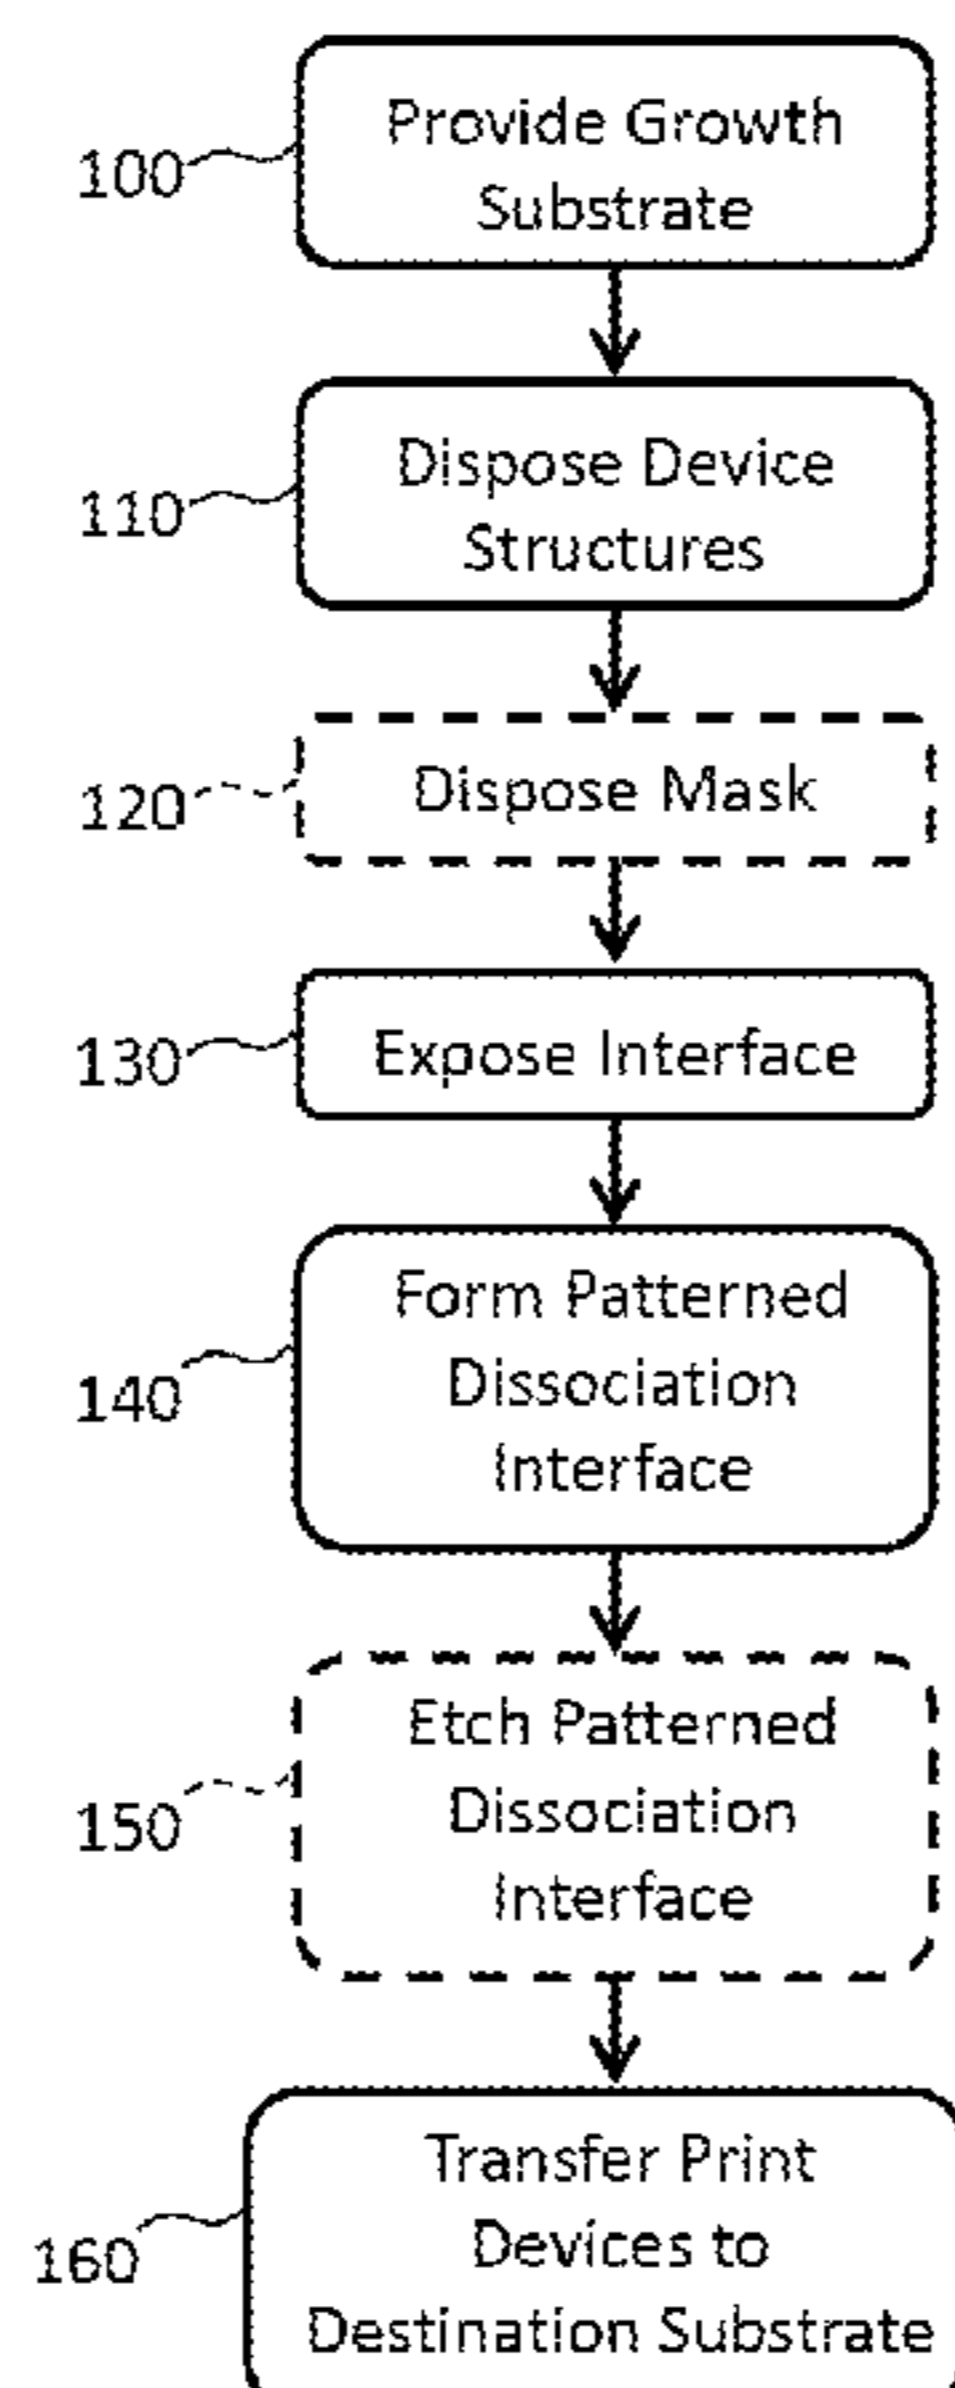 100
Provide Growth
Substrate
110
Dispose Device
Structures
120
Dispose Mask
130
Expose Interface
140
Form Patterned
Dissociation
Interface
150
Etch Patterned
Dissociation
Interface
160
Transfer Print
Devices to
Destination Substrate